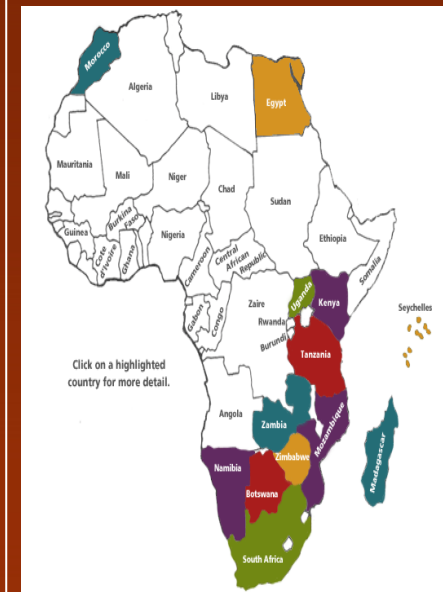 Morocco
Algeria
Libya
Egypt
Mauritania
Mali
Niger
Chad
Sudan
Guinea
Burkina
Faso
Cote
d'Ivoire
Ghana
Nigeria
Cameroon
Central
African
Republic
Ethiopia
Somalia
Gabon
Congo
Zaire
Uganda
Kenya
Rwanda
Burundi
Seychelles
Tanzania
Click on a highlighted
country for more detail.
Angola
Zambia
Mozambique
Zimbabwe
Namibia
Botswana
Madagascar
South Africa